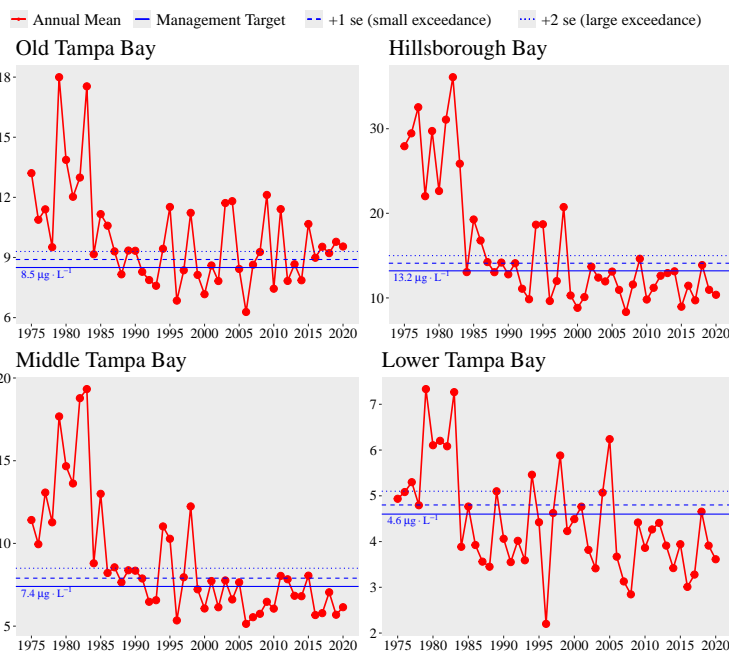 Annual Mean Management Target +1 se (small exceedance) +2 se (large exceedance)
Old Tampa Bay
18
15
12
9
6
8.5 μg · L⁻¹
1975 1980 1985 1990 1995 2000 2005 2010 2015 2020
Hillsborough Bay
30
20
10
13.2 μg · L⁻¹
1975 1980 1985 1990 1995 2000 2005 2010 2015 2020
Middle Tampa Bay
20
15
10
5
7.4 μg · L⁻¹
1975 1980 1985 1990 1995 2000 2005 2010 2015 2020
Lower Tampa Bay
7
6
5
4
3
2
4.6 μg · L⁻¹
1975 1980 1985 1990 1995 2000 2005 2010 2015 2020